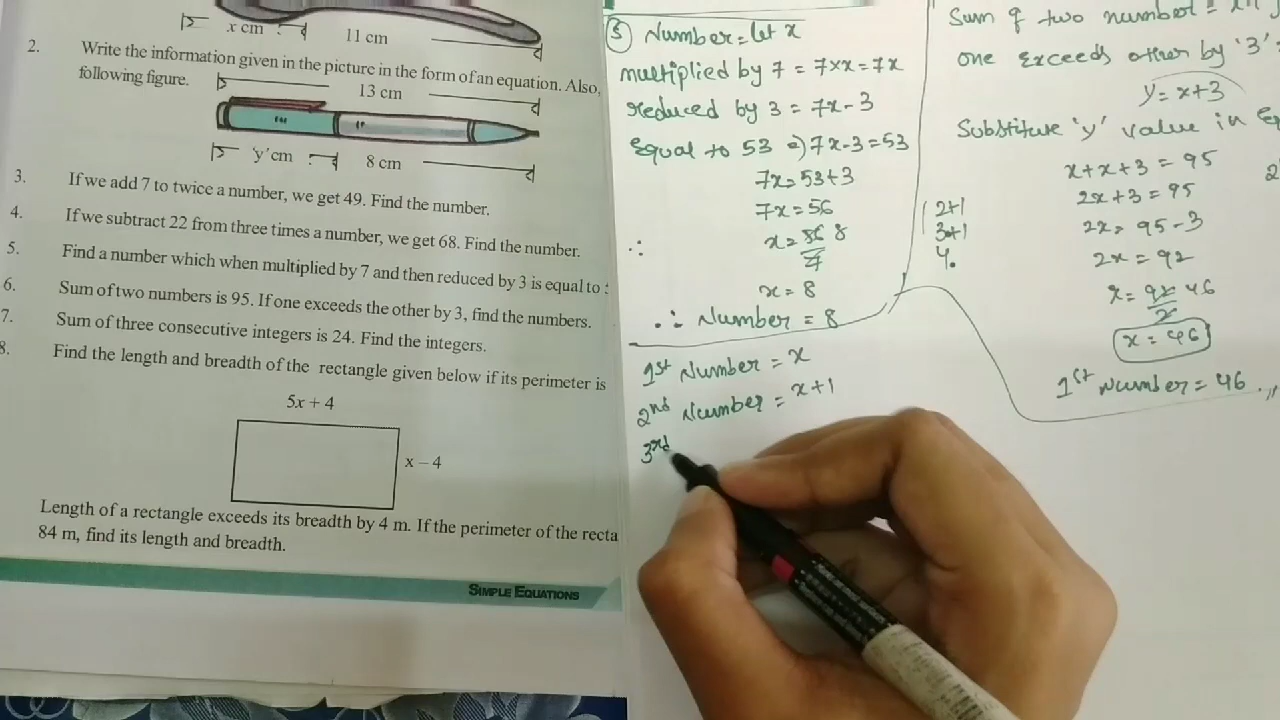 x cm
11 cm
2. Write the information given in the picture in the form of an equation. Also,
following figure.
13 cm
'y' cm
8 cm
3. If we add 7 to twice a number, we get 49. Find the number.
4. If we subtract 22 from three times a number, we get 68. Find the number.
5. Find a number which when multiplied by 7 and then reduced by 3 is equal to
6. Sum of two numbers is 95. If one exceeds the other by 3, find the numbers.
7. Sum of three consecutive integers is 24. Find the integers.
8. Find the length and breadth of the rectangle given below if its perimeter is
5x + 4
x – 4
Length of a rectangle exceeds its breadth by 4 m. If the perimeter of the recta
84 m, find its length and breadth.
SIMPLE EQUATIONS
5 Number = let x
multiplied by 7 = 7×x = 7x
reduced by 3 = 7x - 3
Equal to 53 ⇒ 7x-3=53
7x = 53+3
7x = 56
x = 56 8
7
x = 8
∴ Number = 8
1st Number = x
2nd Number = x+1
3rd
2+1
3+1
4.
Sum of two number =
one exceeds other by '3'
y = x+3
Substitute 'y' value in
x+x+3 = 95
2x+3 = 95
2x = 95-3
2x = 92
x = 92 46
2
x = 46
1st Number = 46